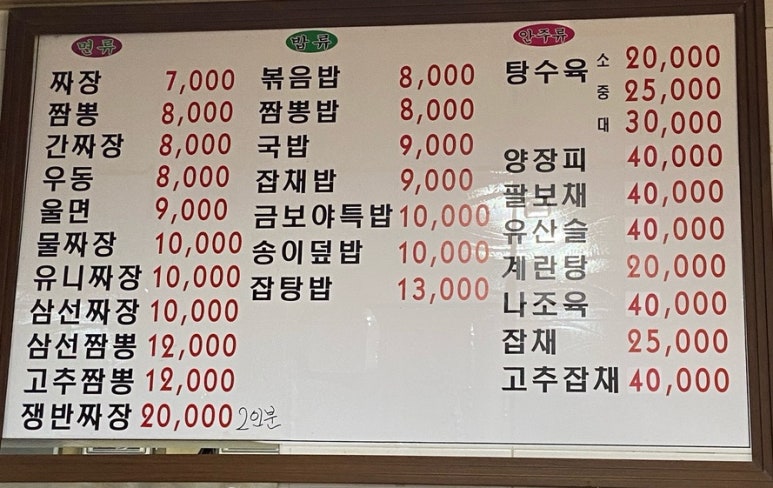 면류
짜장 7,000
짬뽕 8,000
간짜장 8,000
우동 8,000
울면 9,000
물짜장 10,000
유니짜장 10,000
삼선짜장 10,000
삼선짬뽕 12,000
고추짬뽕 12,000
쟁반짜장 20,000 2인분
밥류
볶음밥 8,000
짬뽕밥 8,000
국밥 9,000
잡채밥 9,000
금보야특밥 10,000
송이덮밥 10,000
잡탕밥 13,000
안주류
탕수육 소 20,000
중 25,000
대 30,000
양장피 40,000
팔보채 40,000
유산슬 40,000
계란탕 20,000
나조육 40,000
잡채 25,000
고추잡채 40,000